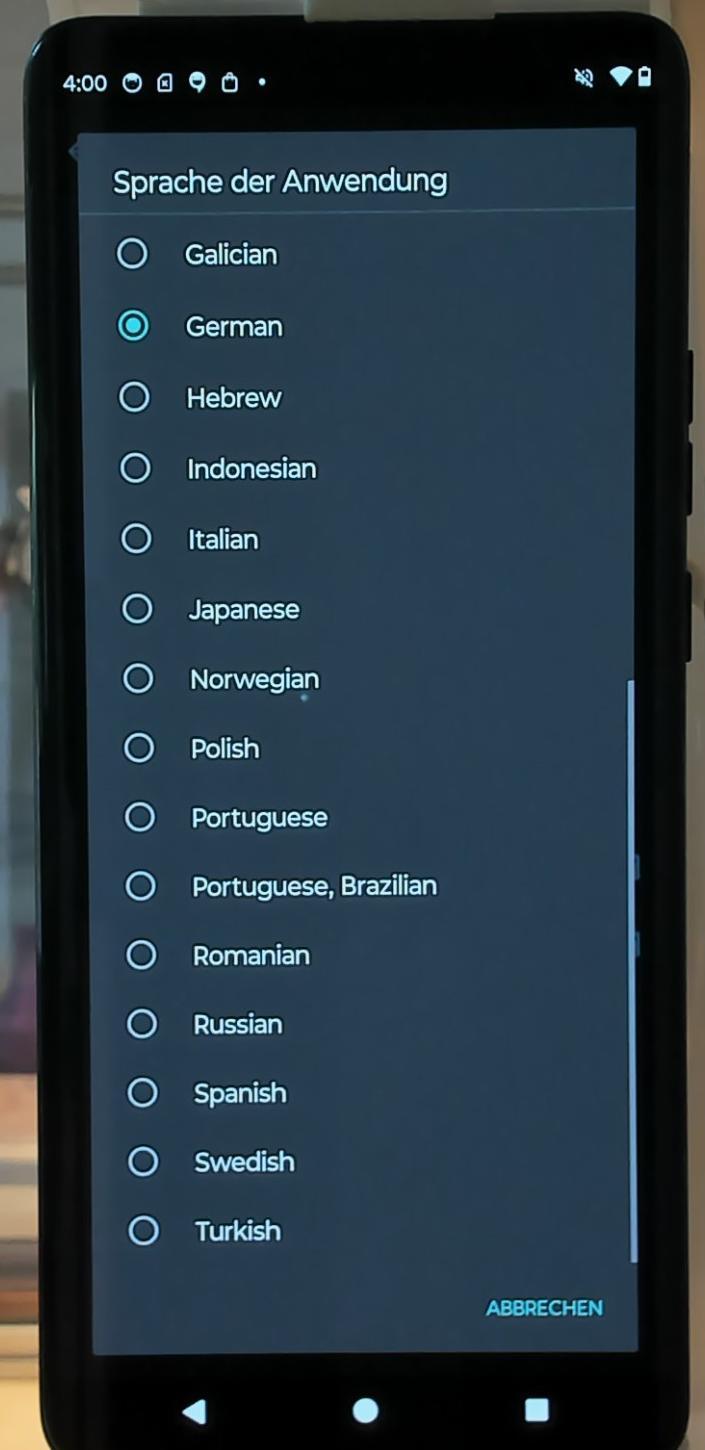 4:00
Sprache der Anwendung
Galician
German
Hebrew
Indonesian
Italian
Japanese
Norwegian
Polish
Portuguese
Portuguese, Brazilian
Romanian
Russian
Spanish
Swedish
Turkish
ABBRECHEN